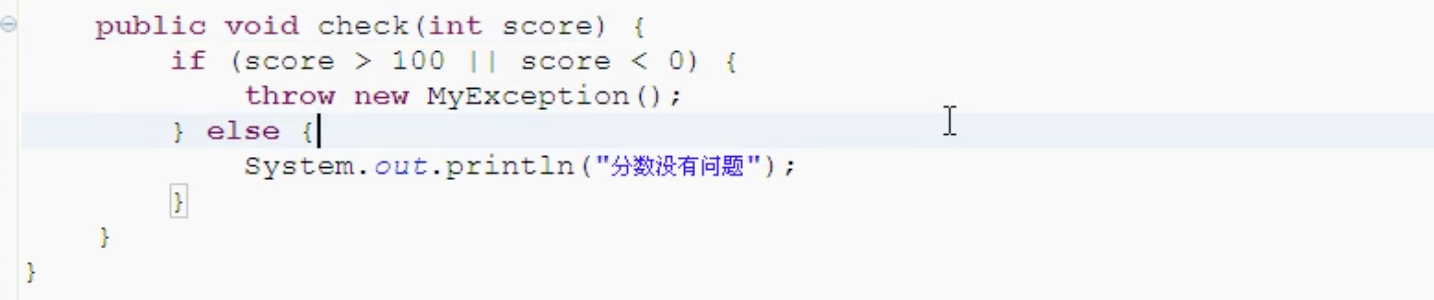 public void check(int score) {
if (score > 100 || score < 0) {
throw new MyException();
} else {
System.out.println("分数没有问题");
}
}
}